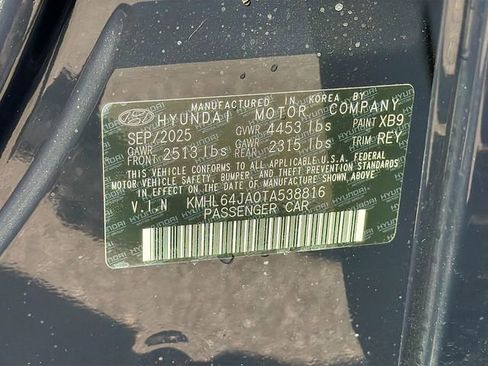 MANUFACTURED IN KOREA BY
HYUNDAI MOTOR COMPANY
SEP/2025 GVWR 4453 lbs PAINT XB9
GAWR FRONT 2513 lbs GAWR REAR 2315 lbs TRIM REY
THIS VEHICLE CONFORMS TO ALL APPLICABLE U.S.A. FEDERAL
MOTOR VEHICLE SAFETY, BUMPER, AND THEFT PREVENTION
STANDARDS IN EFFECT ON THE DATE OF MANUFACTURE
SHOWN ABOVE
V.I.N KMHL64JA0TA538816
PASSENGER CAR